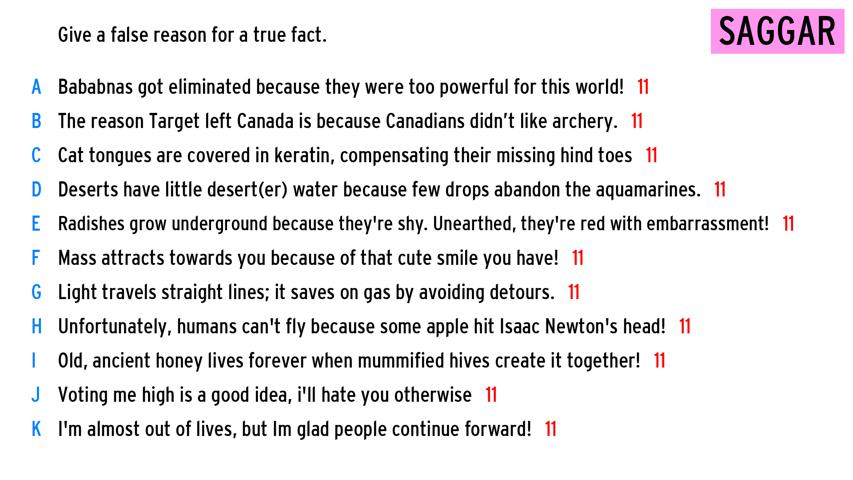 Give a false reason for a true fact.
SAGGAR
A Bababnas got eliminated because they were too powerful for this world! 11
B The reason Target left Canada is because Canadians didn’t like archery. 11
C Cat tongues are covered in keratin, compensating their missing hind toes 11
D Deserts have little desert(er) water because few drops abandon the aquamarines. 11
E Radishes grow underground because they're shy. Unearthed, they're red with embarrassment! 11
F Mass attracts towards you because of that cute smile you have! 11
G Light travels straight lines; it saves on gas by avoiding detours. 11
H Unfortunately, humans can't fly because some apple hit Isaac Newton's head! 11
I Old, ancient honey lives forever when mummified hives create it together! 11
J Voting me high is a good idea, i'll hate you otherwise 11
K I'm almost out of lives, but Im glad people continue forward! 11